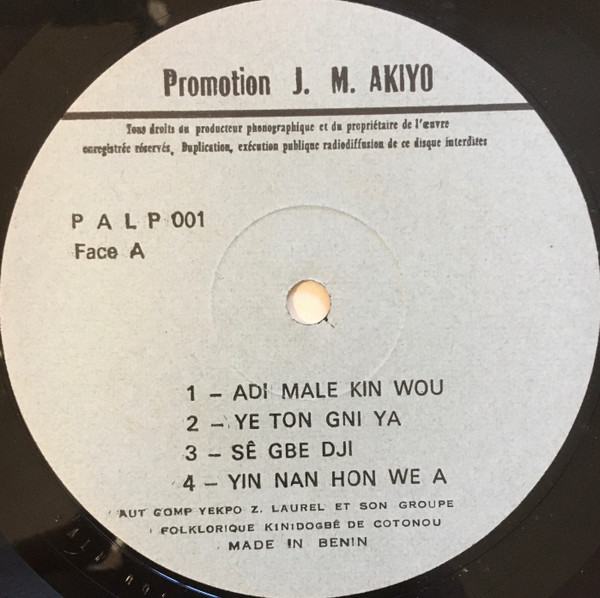 Promotion J. M. AKIYO
Tous droits du producteur phonographique et du propriétaire de l'œuvre
enregistrée réservés, Duplication, exécution publique radiodiffusion de ce disque interdites
P A L P 001
Face A
1 – ADI MALE KIN WOU
2 – YE TON GNI YA
3 – SÊ GBE DJI
4 – YIN NAN HON WE A
AUT COMP YEKPO Z. LAUREL ET SON GROUPE
FOLKLORIQUE KINIDOGBÊ DE COTONOU
MADE IN BENIN